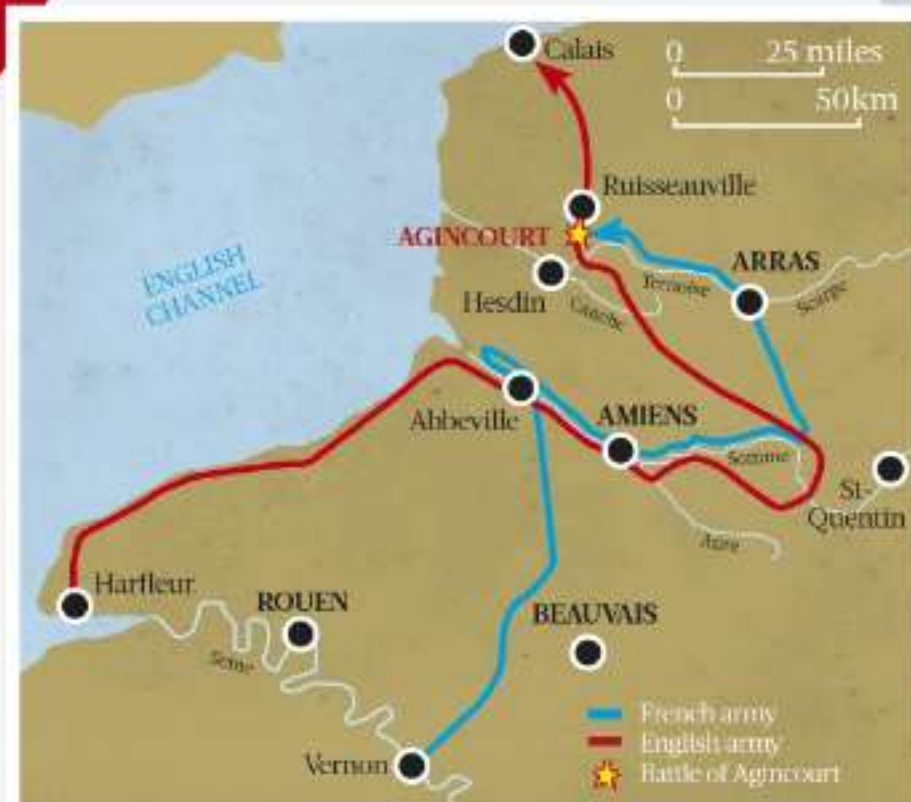 Calais
0 25 miles
0 50km
Ruisseauville
AGINCOURT
ARRAS
ENGLISH
CHANNEL
Hesdin
Ternoise
Scarpe
Canche
Abbeville
AMIENS
Somme
St-
Quentin
Avre
Harfleur
ROUEN
BEAUVAIS
Seine
Vernon
French army
English army
Battle of Agincourt